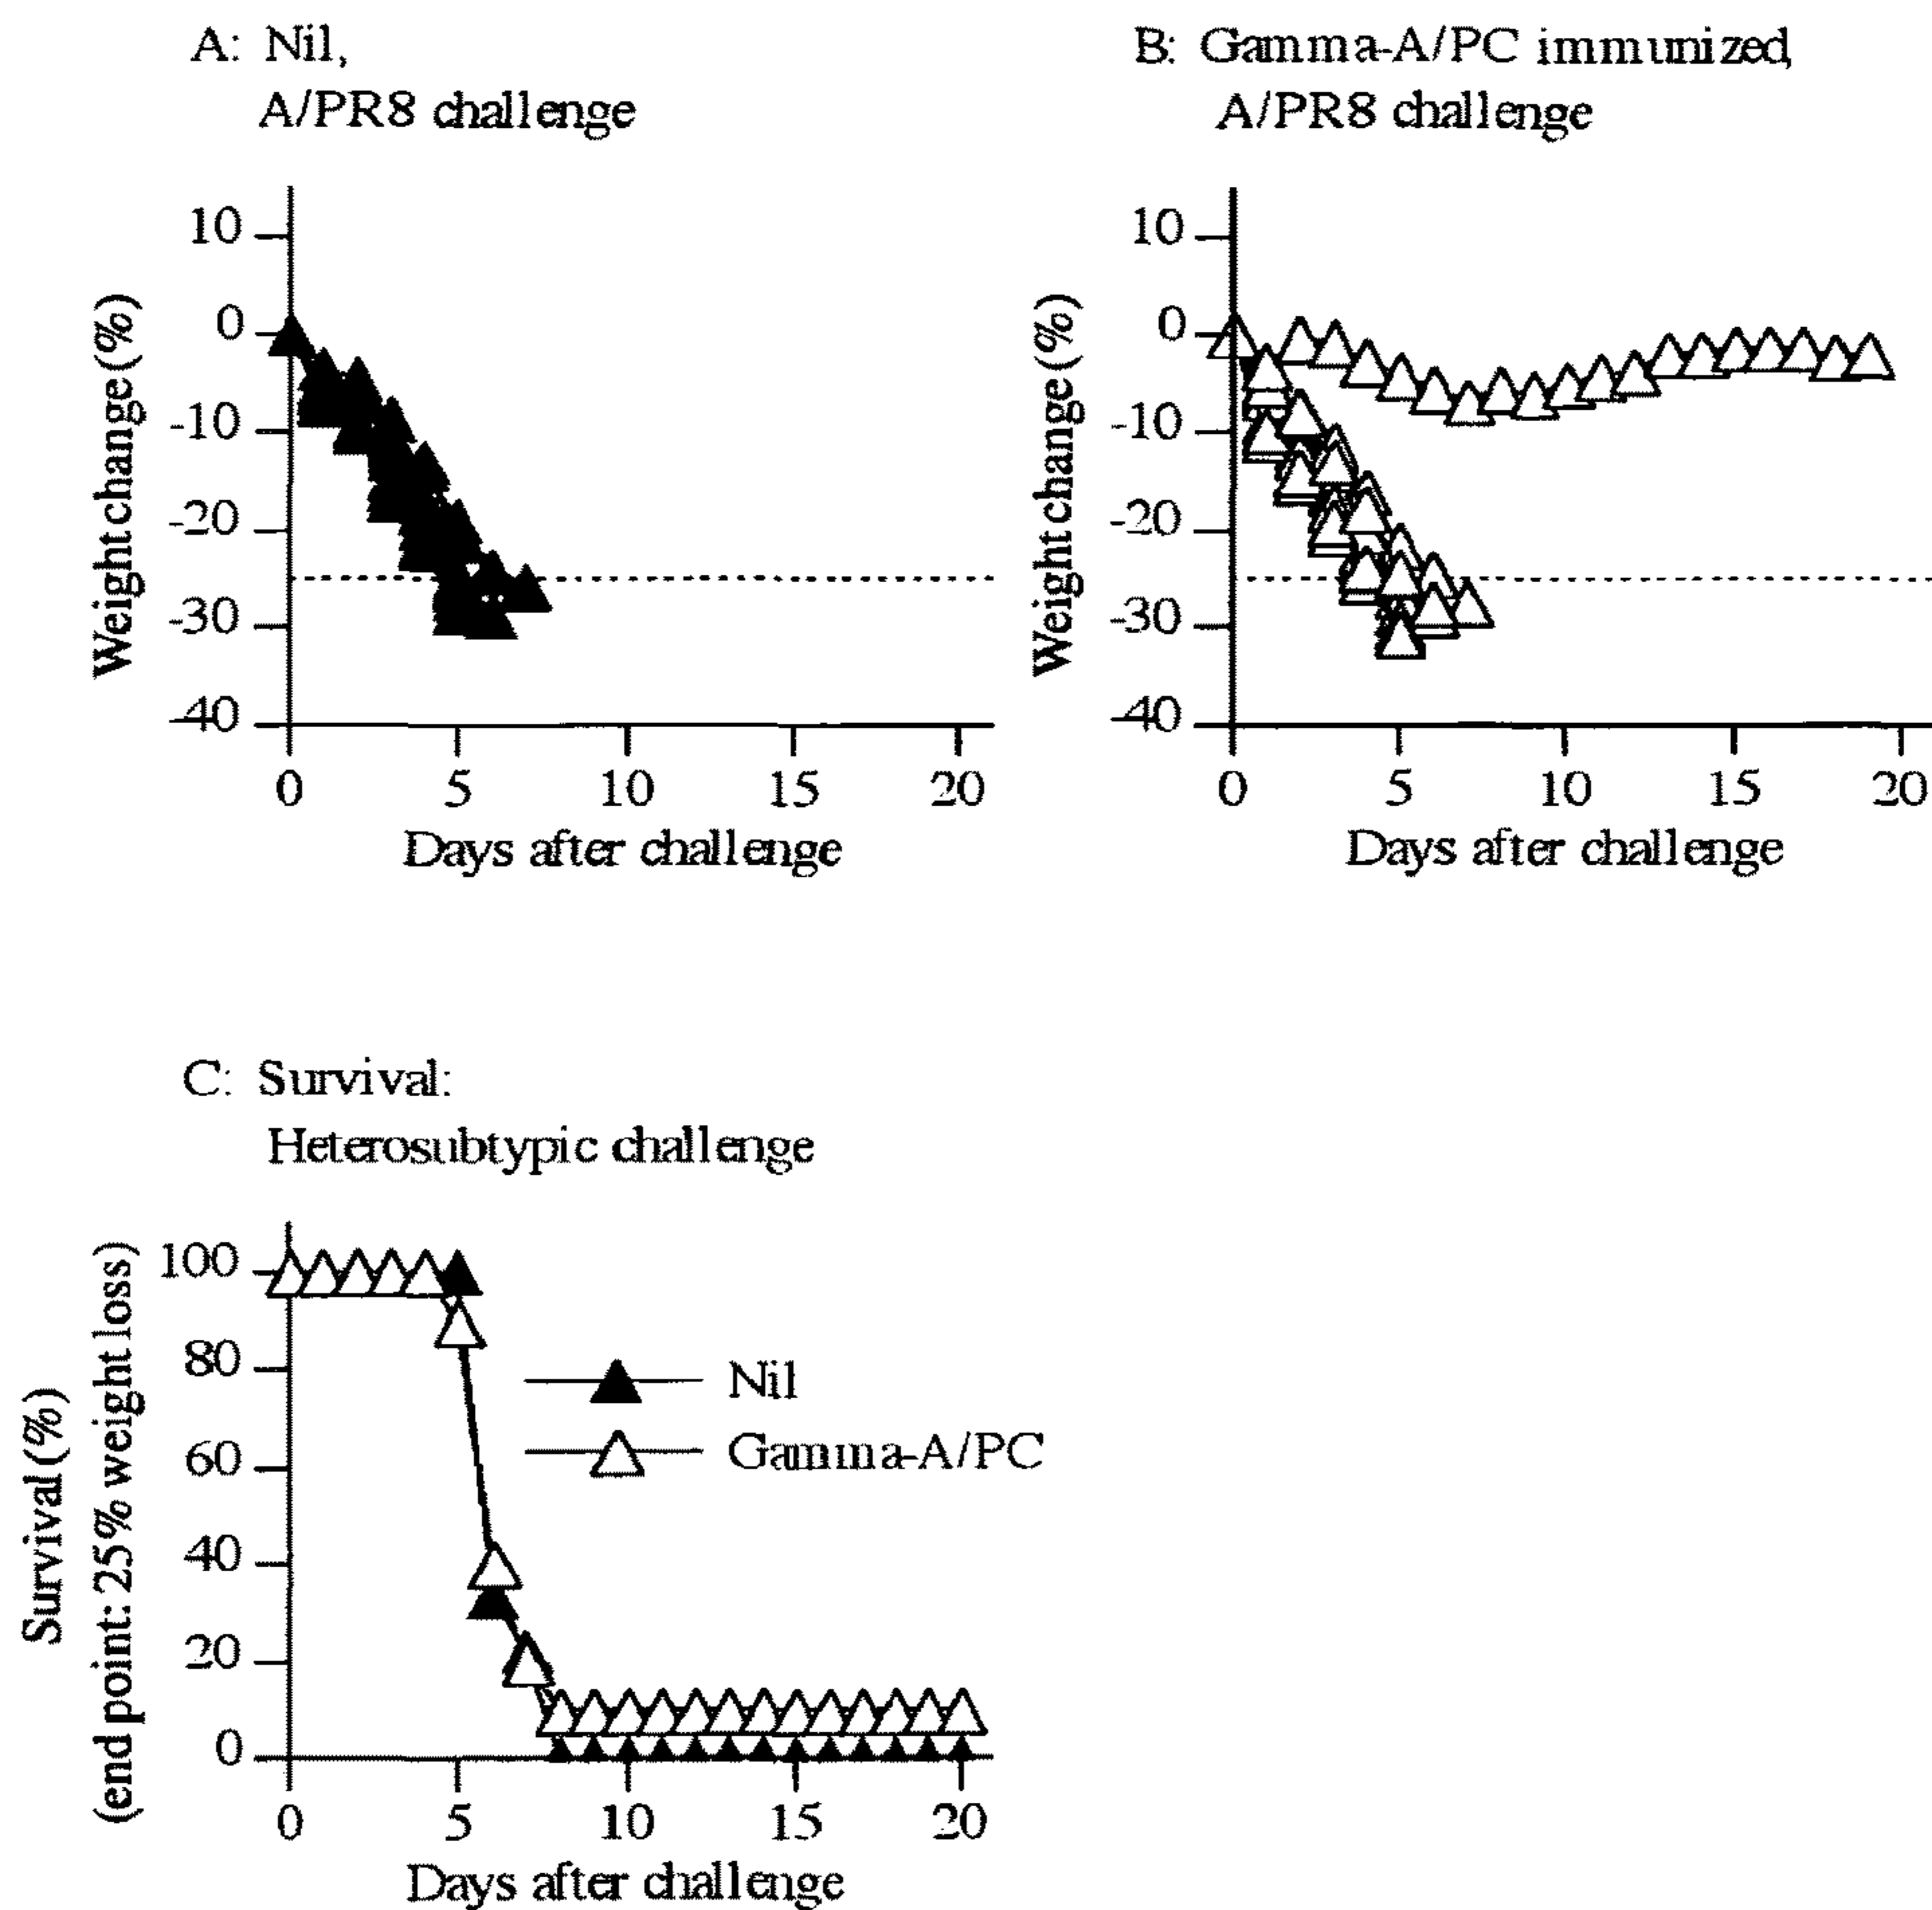 A: Nil,
A/PR8 challenge
Weight change (%)
10
0
-10
-20
-30
-40
0 5 10 15 20
Days after challenge
B: Gamma-A/PC immunized,
A/PR8 challenge
Weight change (%)
10
0
-10
-20
-30
-40
0 5 10 15 20
Days after challenge
C: Survival:
Heterosubtypic challenge
Survival (%)
(end point: 25% weight loss)
100
80
60
40
20
0
Nil
Gamma-A/PC
0 5 10 15 20
Days after challenge